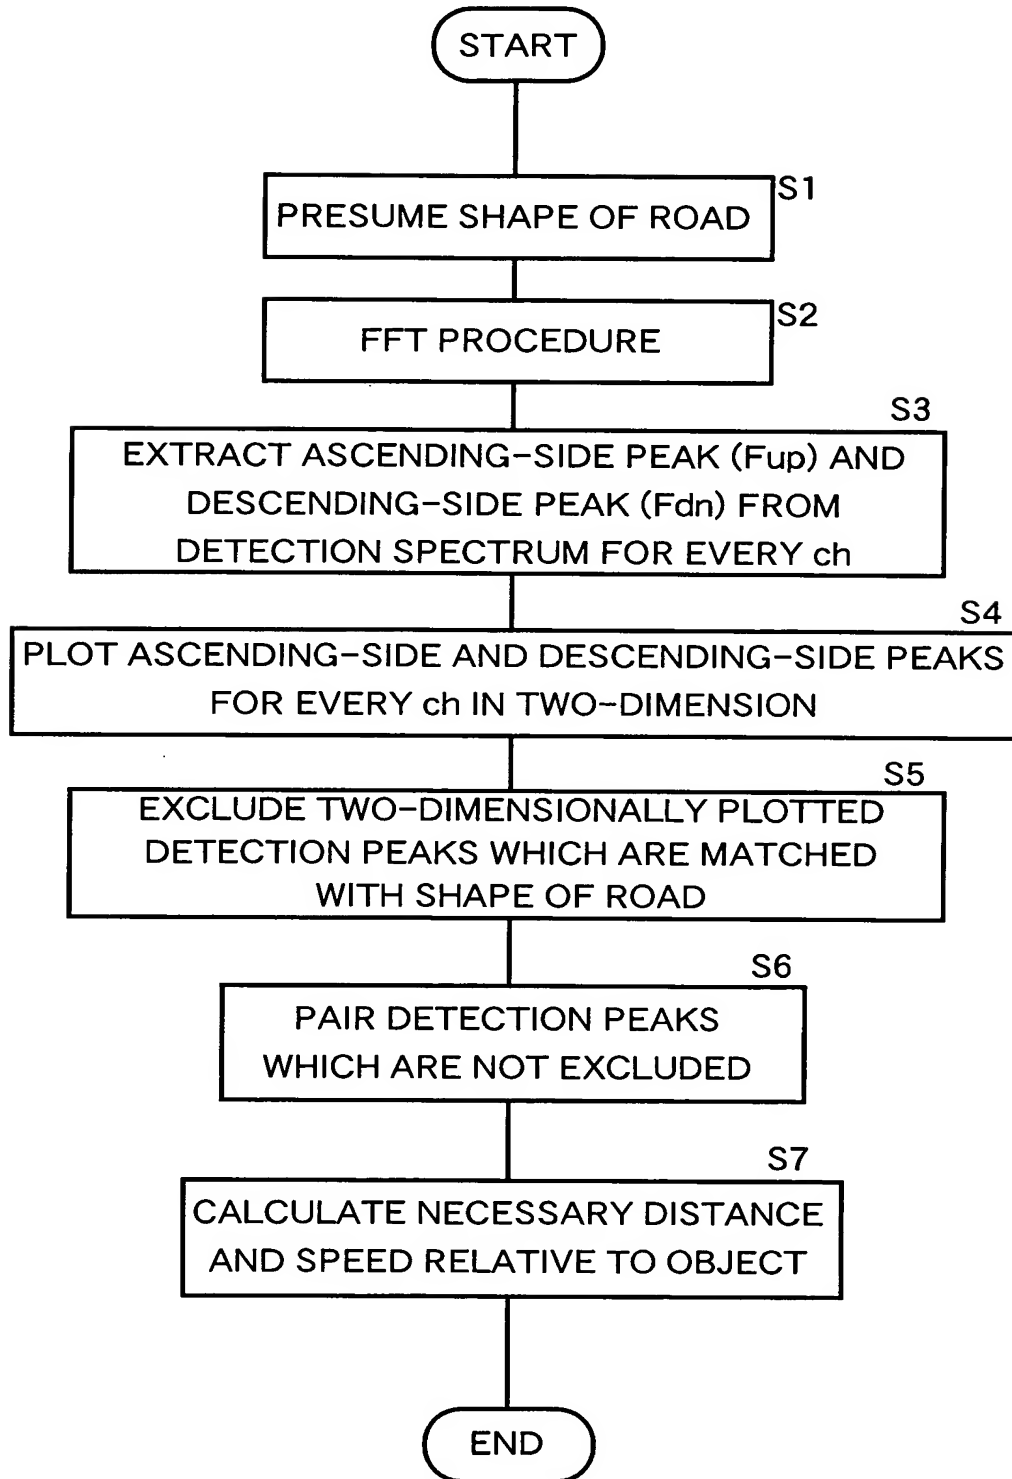 START
S1
PRESUME SHAPE OF ROAD
S2
FFT PROCEDURE
S3
EXTRACT ASCENDING-SIDE PEAK (Fup) AND
DESCENDING-SIDE PEAK (Fdn) FROM
DETECTION SPECTRUM FOR EVERY ch
S4
PLOT ASCENDING-SIDE AND DESCENDING-SIDE PEAKS
FOR EVERY ch IN TWO-DIMENSION
S5
EXCLUDE TWO-DIMENSIONALLY PLOTTED
DETECTION PEAKS WHICH ARE MATCHED
WITH SHAPE OF ROAD
S6
PAIR DETECTION PEAKS
WHICH ARE NOT EXCLUDED
S7
CALCULATE NECESSARY DISTANCE
AND SPEED RELATIVE TO OBJECT
END